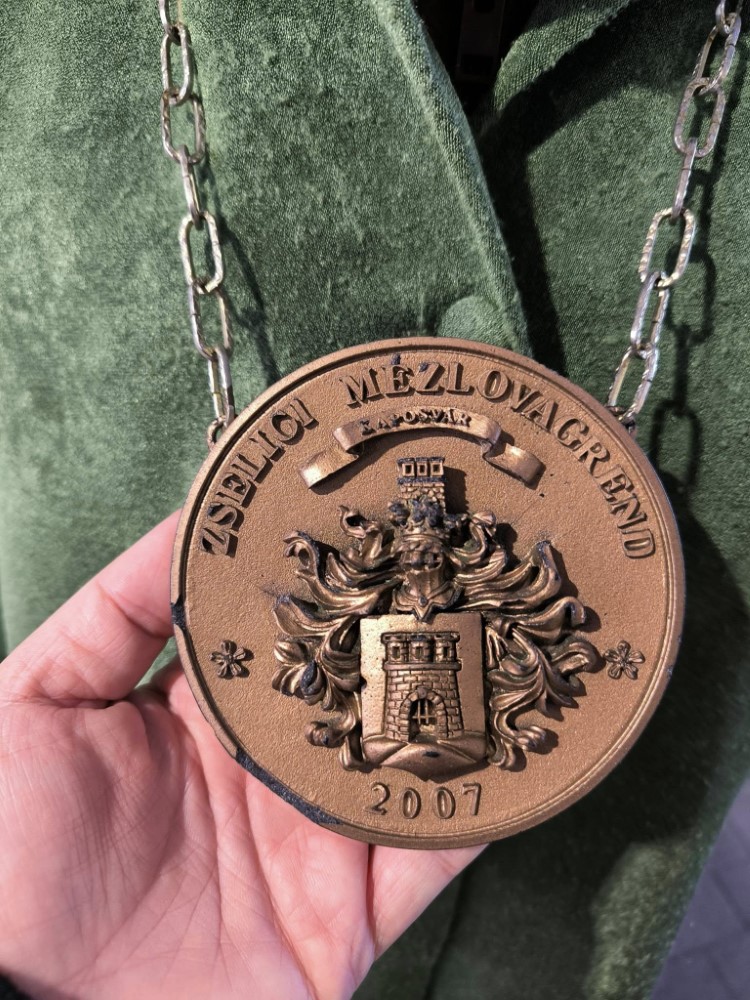 ZSELICI MÉZLOVAGREND
KAPOSVÁR
2007